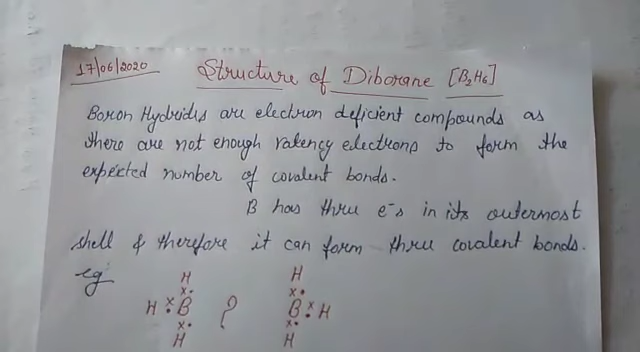 17/06/2020 Structure of Diborane [B2H6]
Boron Hydrides are electron deficient compounds as
there are not enough valency electrons to form the
expected number of covalent bonds.
B has three e-s in its outermost
shell & therefore it can form three covalent bonds.
eg
H H
H B ? B H
H H